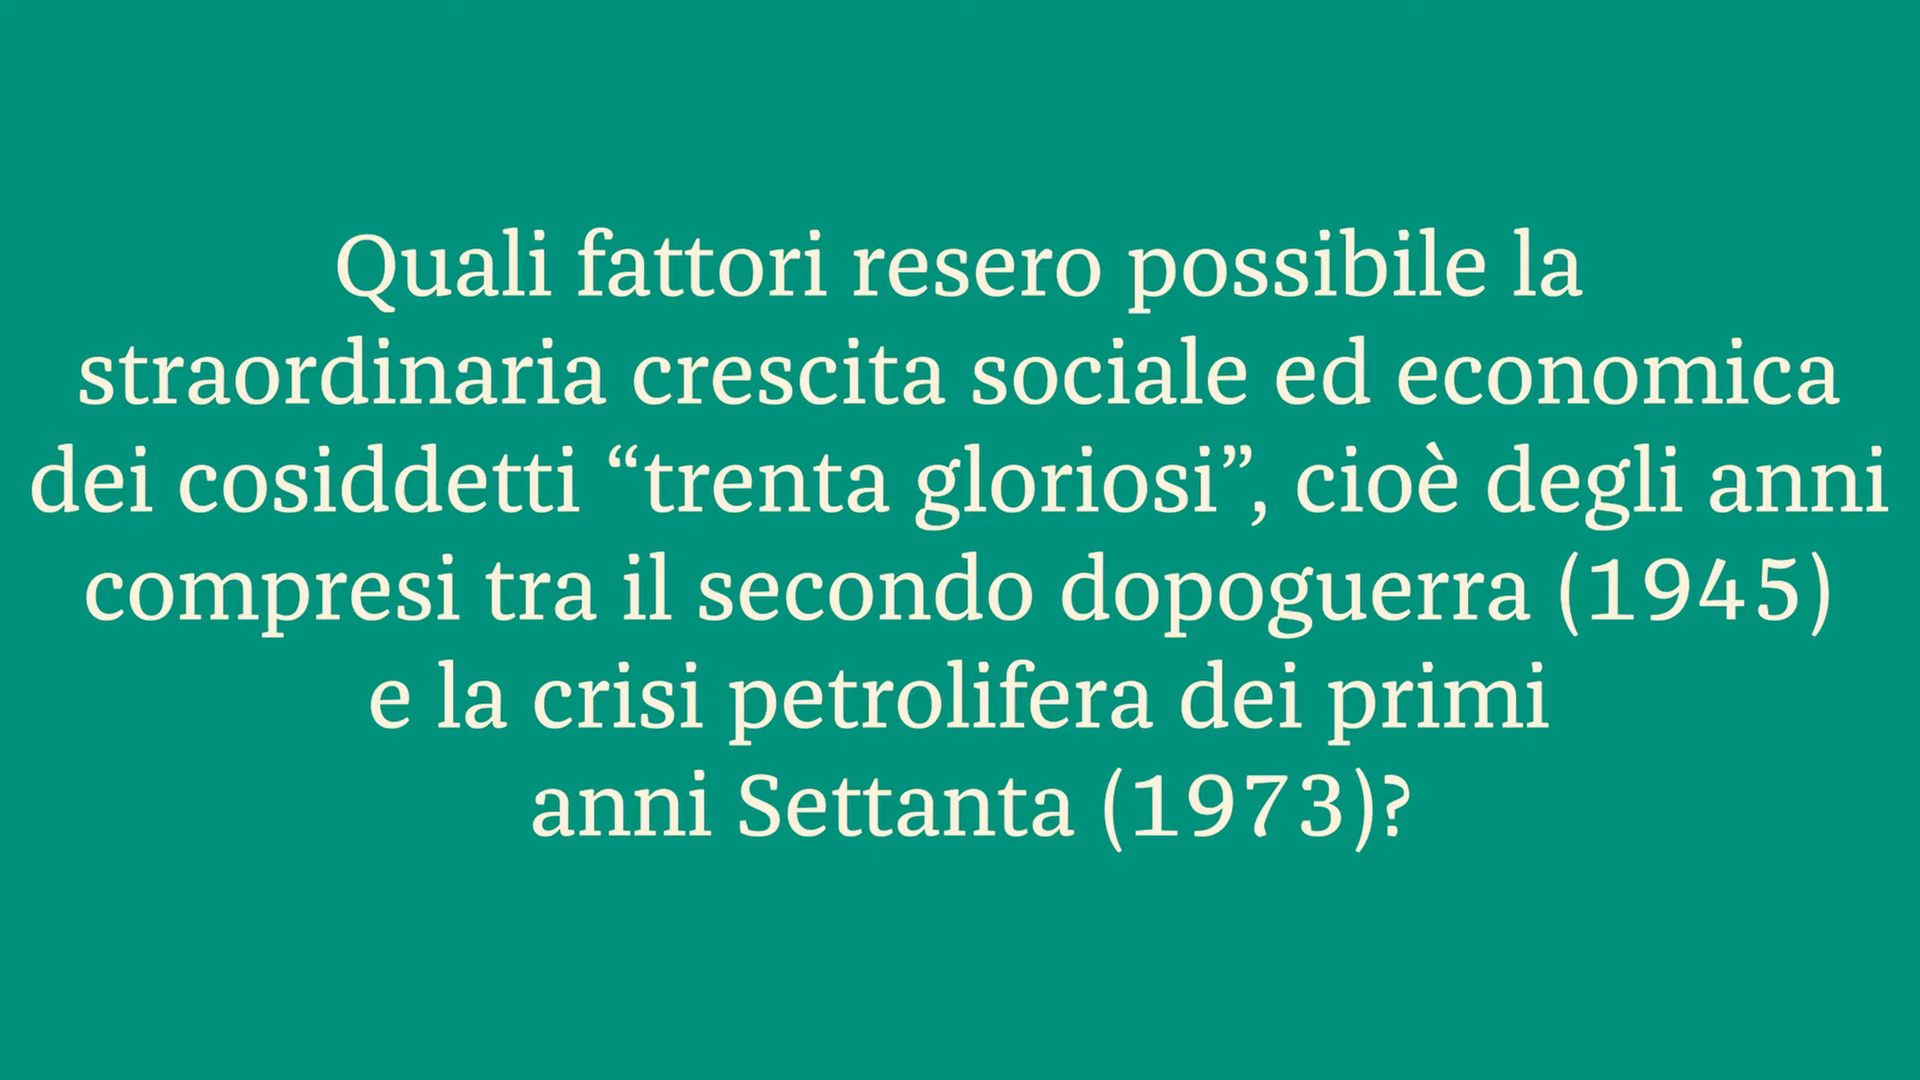 Quali fattori resero possibile la
straordinaria crescita sociale ed economica
dei cosiddetti “trenta gloriosi”, cioè degli anni
compresi tra il secondo dopoguerra (1945)
e la crisi petrolifera dei primi
anni Settanta (1973)?